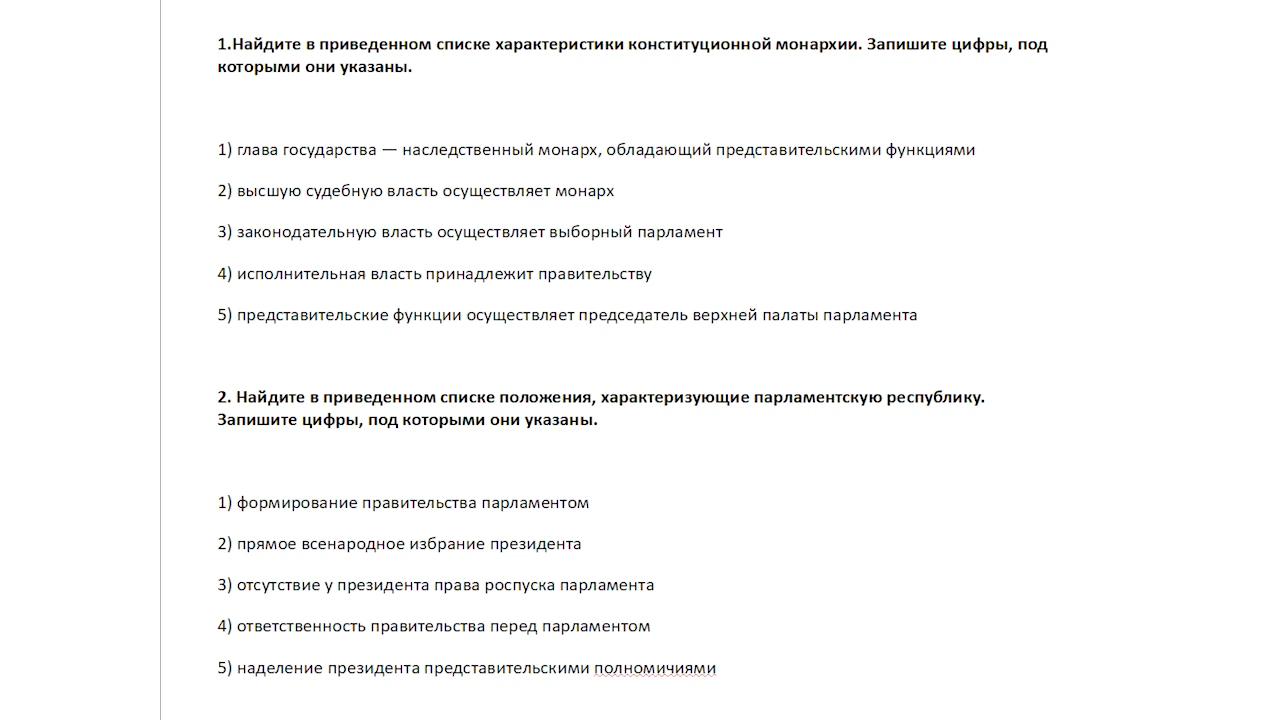 1.Найдите в приведенном списке характеристики конституционной монархии. Запишите цифры, под
которыми они указаны.
1) глава государства — наследственный монарх, обладающий представительскими функциями
2) высшую судебную власть осуществляет монарх
3) законодательную власть осуществляет выборный парламент
4) исполнительная власть принадлежит правительству
5) представительские функции осуществляет председатель верхней палаты парламента
2. Найдите в приведенном списке положения, характеризующие парламентскую республику.
Запишите цифры, под которыми они указаны.
1) формирование правительства парламентом
2) прямое всенародное избрание президента
3) отсутствие у президента права роспуска парламента
4) ответственность правительства перед парламентом
5) наделение президента представительскими полномичиями